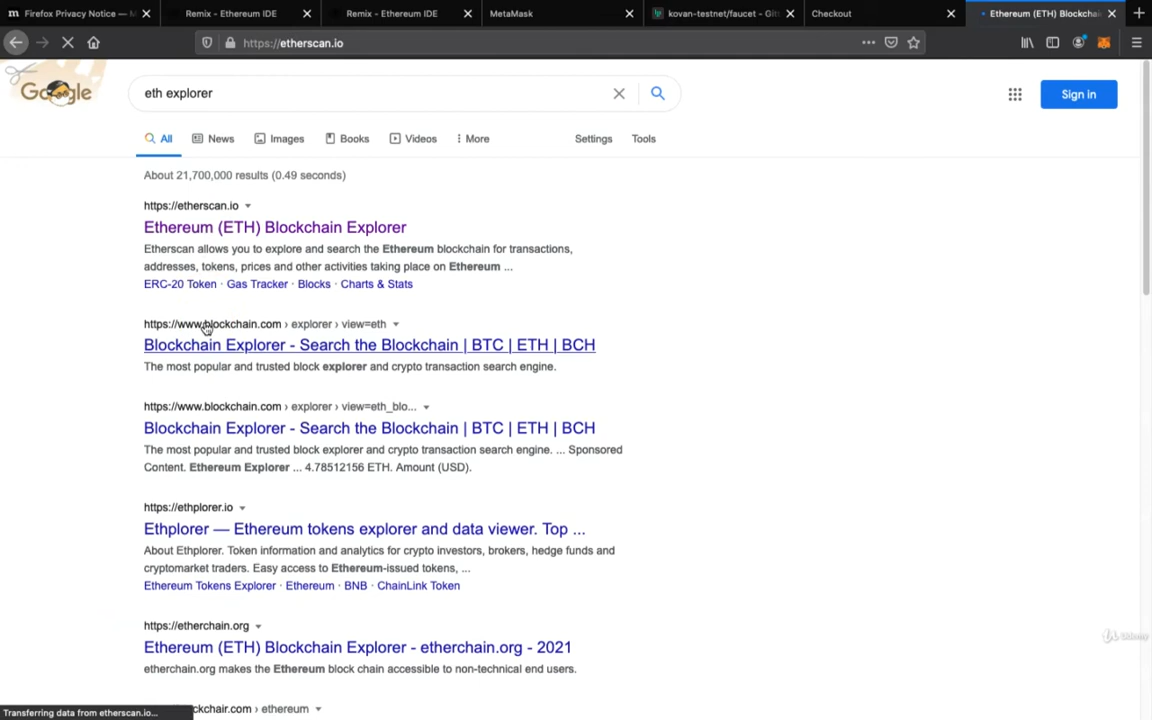 Firefox Privacy Notice — M
Remix - Ethereum IDE
Remix - Ethereum IDE
MetaMask
kovan-testnet/faucet - Git
Checkout
Ethereum (ETH) Blockchai
https://etherscan.io
Google
eth explorer
Sign in
All
News
Images
Books
Videos
More
Settings
Tools
About 21,700,000 results (0.49 seconds)
https://etherscan.io
Ethereum (ETH) Blockchain Explorer
Etherscan allows you to explore and search the Ethereum blockchain for transactions,
addresses, tokens, prices and other activities taking place on Ethereum ...
ERC-20 Token · Gas Tracker · Blocks · Charts & Stats
https://www.blockchain.com › explorer › view=eth
Blockchain Explorer - Search the Blockchain | BTC | ETH | BCH
The most popular and trusted block explorer and crypto transaction search engine.
https://www.blockchain.com › explorer › view=eth_blo...
Blockchain Explorer - Search the Blockchain | BTC | ETH | BCH
The most popular and trusted block explorer and crypto transaction search engine. ... Sponsored
Content. Ethereum Explorer ... 4.78512156 ETH. Amount (USD).
https://ethplorer.io
Ethplorer — Ethereum tokens explorer and data viewer. Top ...
About Ethplorer. Token information and analytics for crypto investors, brokers, hedge funds and
cryptomarket traders. Easy access to Ethereum-issued tokens, ...
Ethereum Tokens Explorer · Ethereum · BNB · ChainLink Token
https://etherchain.org
Ethereum (ETH) Blockchain Explorer - etherchain.org - 2021
etherchain.org makes the Ethereum block chain accessible to non-technical end users.
Udemy
ckchair.com › ethereum
Transferring data from etherscan.io...